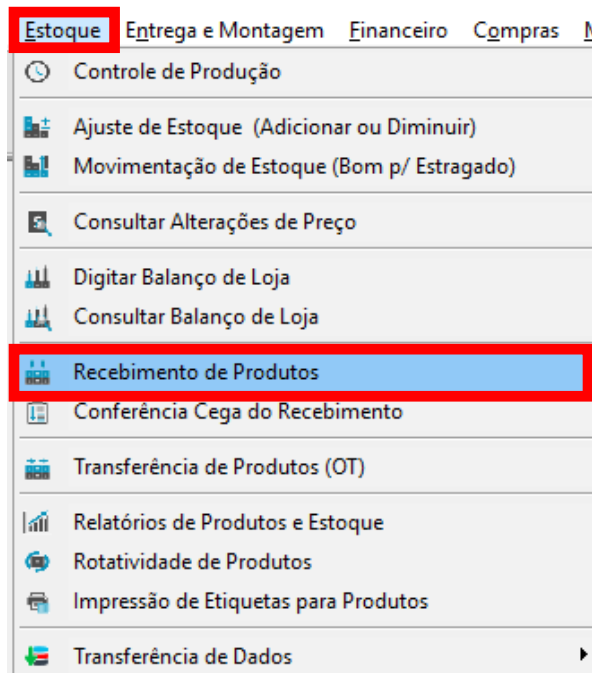 Estoque Entrega e Montagem Financeiro Compras
Controle de Produção
Ajuste de Estoque (Adicionar ou Diminuir)
Movimentação de Estoque (Bom p/ Estragado)
Consultar Alterações de Preço
Digitar Balanço de Loja
Consultar Balanço de Loja
Recebimento de Produtos
Conferência Cega do Recebimento
Transferência de Produtos (OT)
Relatórios de Produtos e Estoque
Rotatividade de Produtos
Impressão de Etiquetas para Produtos
Transferência de Dados